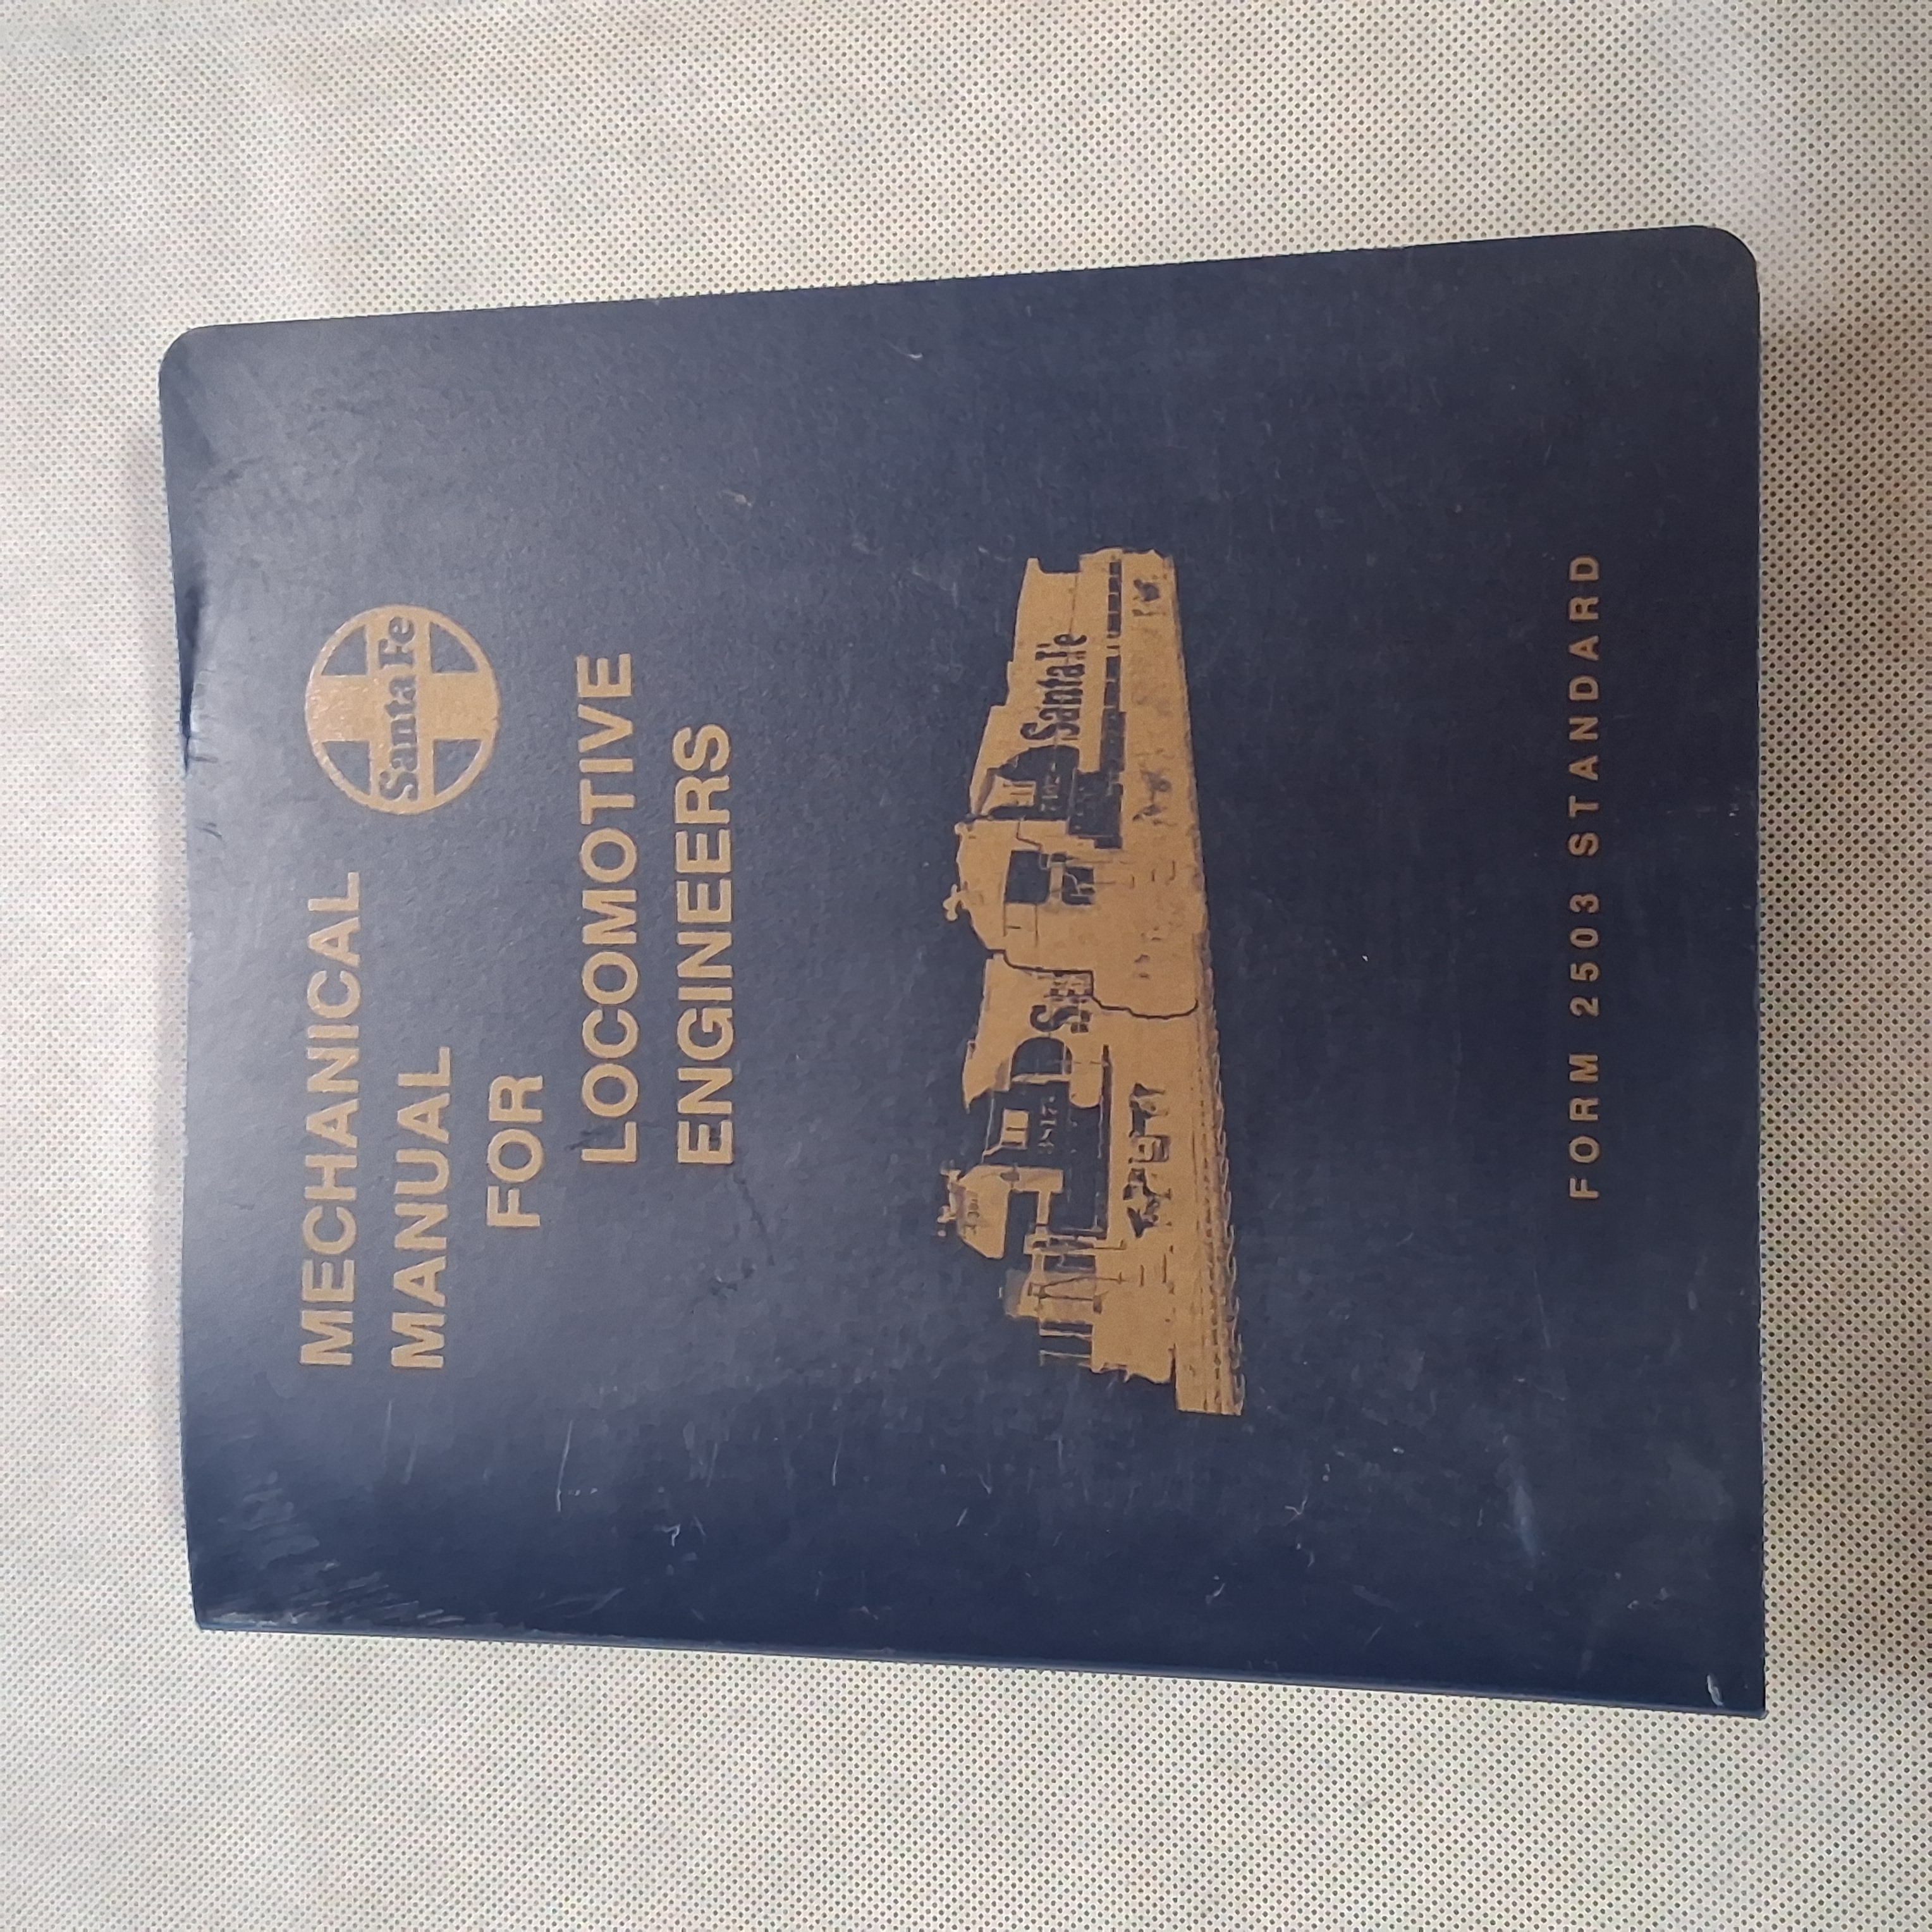 MECHANICAL
MANUAL
FOR
LOCOMOTIVE
ENGINEERS
Santa Fe
Santa Fe
FORM 2503 STANDARD